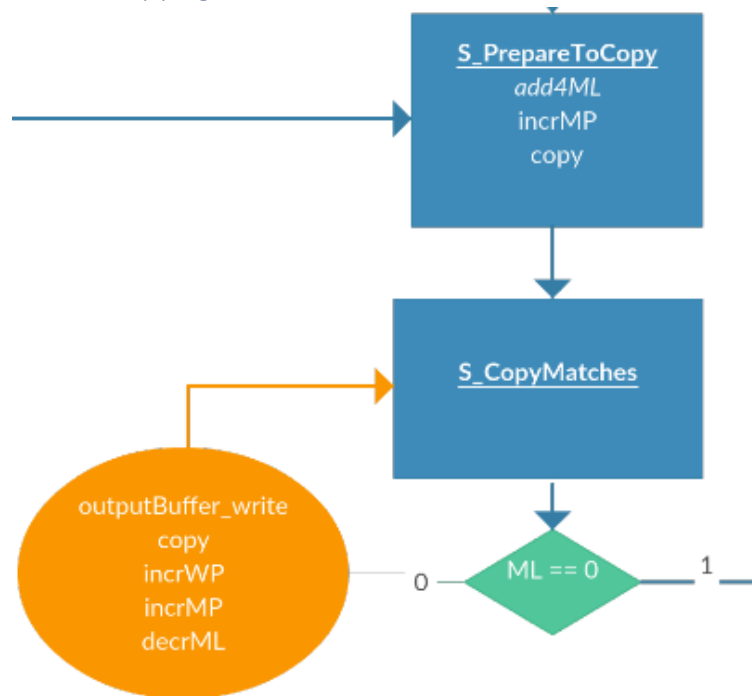 S_PrepareToCopy
add4ML
incrMP
copy
S_CopyMatches
outputBuffer_write
copy
incrWP
incrMP
decrML
0
ML == 0
1